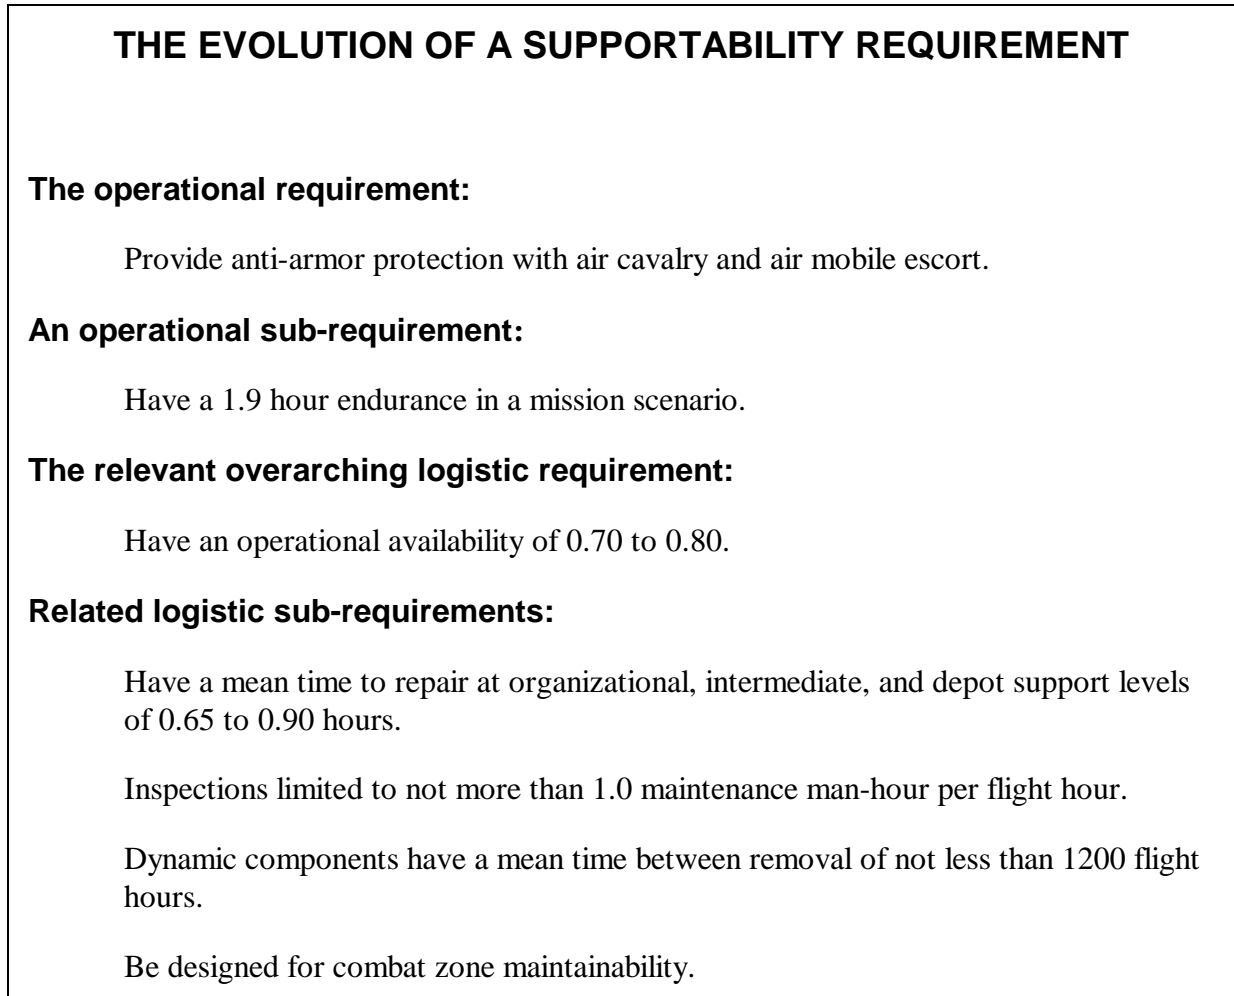 THE EVOLUTION OF A SUPPORTABILITY REQUIREMENT
The operational requirement:
Provide anti-armor protection with air cavalry and air mobile escort.
An operational sub-requirement:
Have a 1.9 hour endurance in a mission scenario.
The relevant overarching logistic requirement:
Have an operational availability of 0.70 to 0.80.
Related logistic sub-requirements:
Have a mean time to repair at organizational, intermediate, and depot support levels
of 0.65 to 0.90 hours.
Inspections limited to not more than 1.0 maintenance man-hour per flight hour.
Dynamic components have a mean time between removal of not less than 1200 flight
hours.
Be designed for combat zone maintainability.